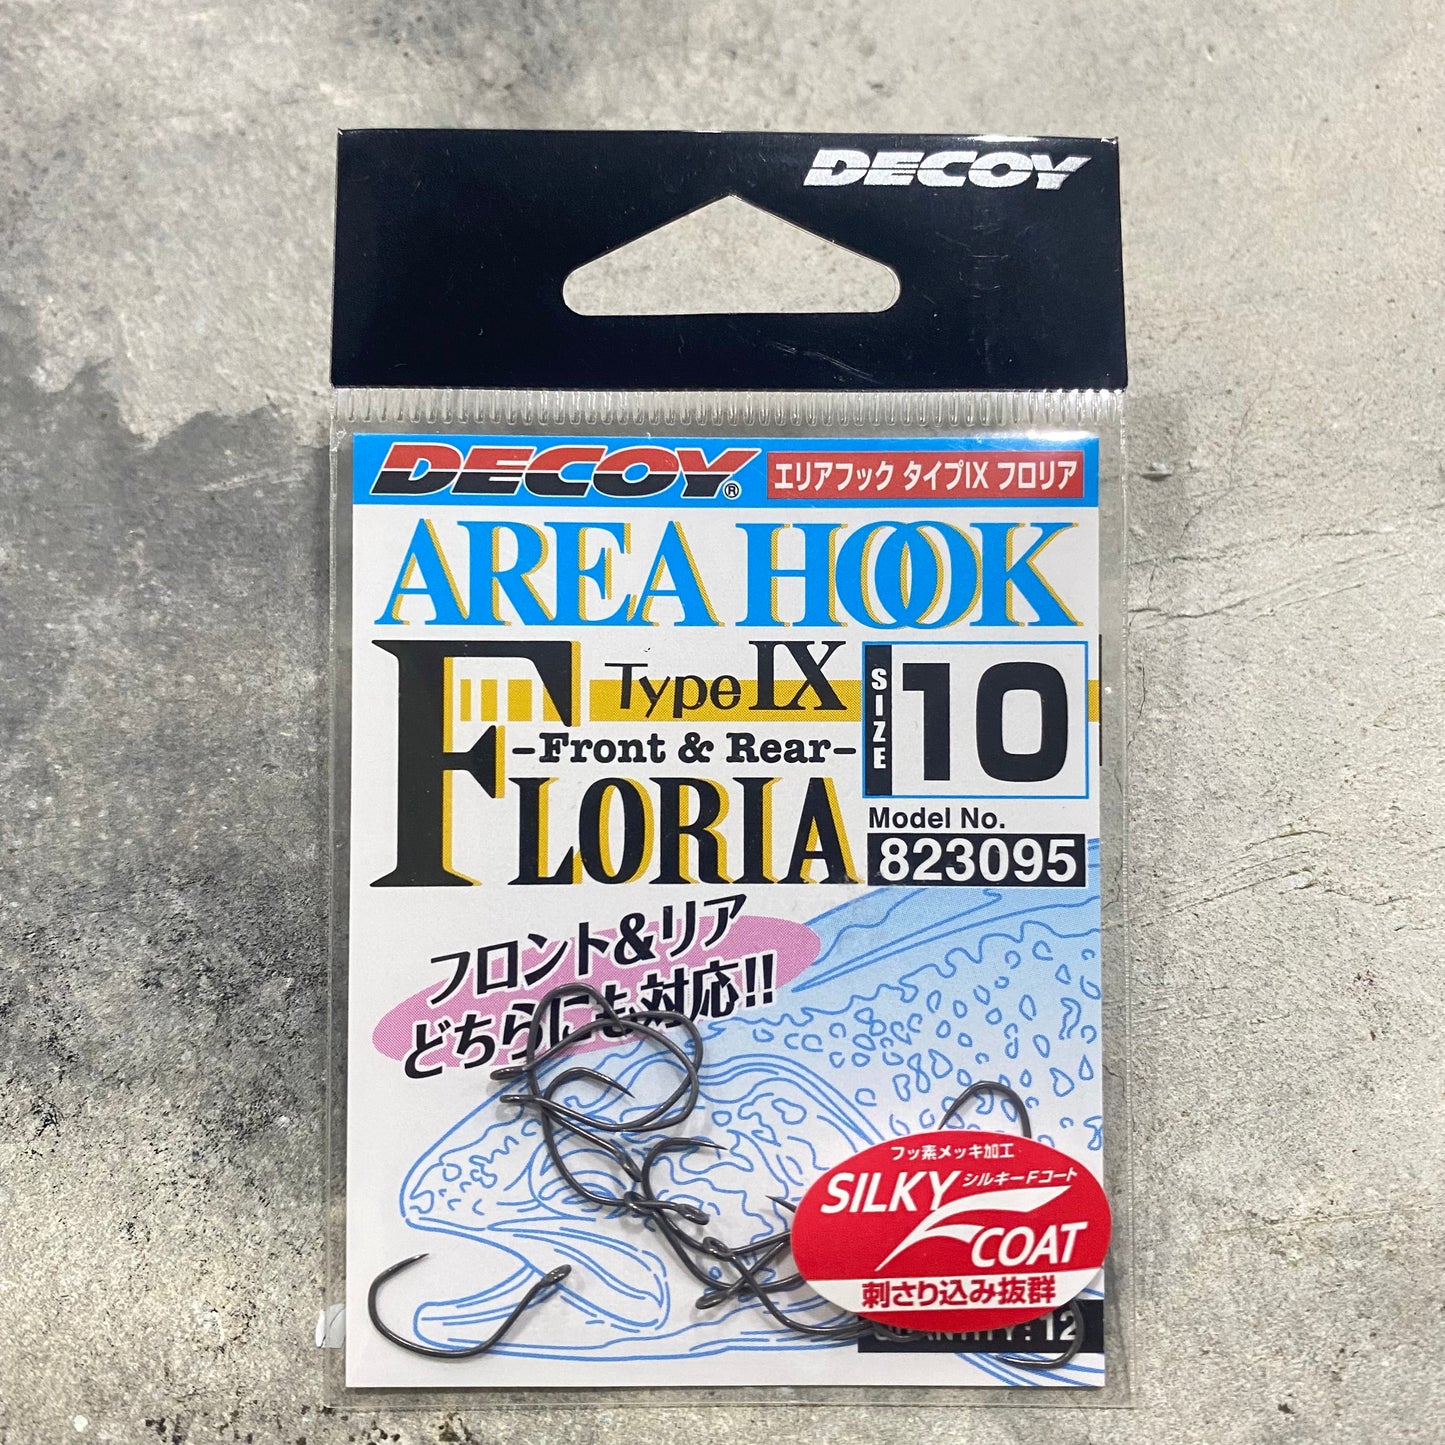 DECOY
DECOY®
エリアフック タイプIX フロリア
AREA HOOK
Type IX
-Front & Rear-
FLORIA
SIZE
10
Model No.
823095
フロント&リア
どちらにも対応!!
フッ素メッキ加工
シルキーFコート
SILKY F COAT
刺さり込み抜群
QUANTITY:12